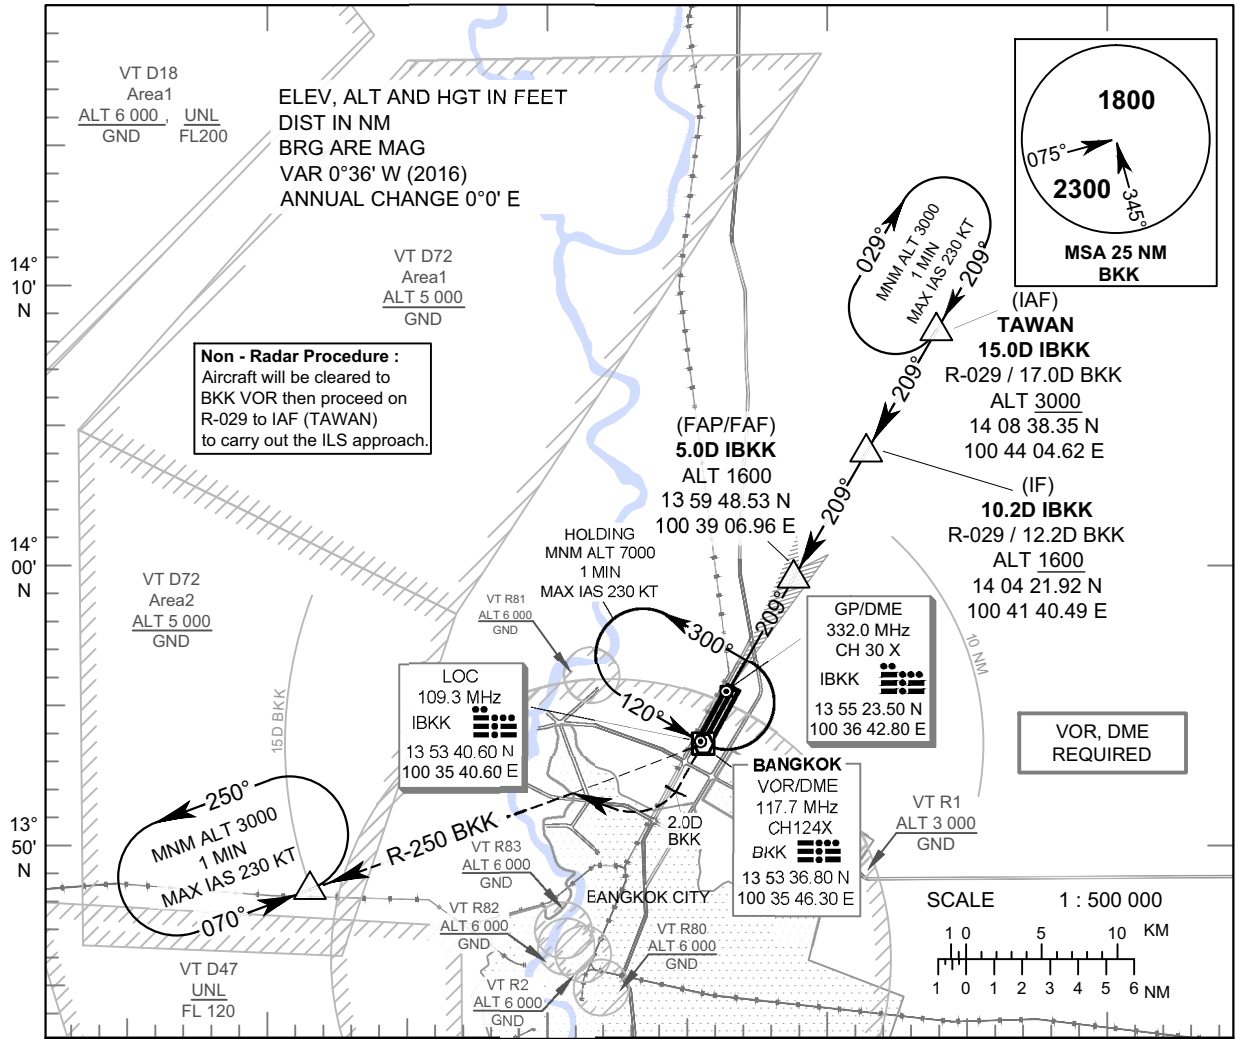 VT D18
Area1
ALT 6 000 , UNL
GND FL200
ELEV, ALT AND HGT IN FEET
DIST IN NM
BRG ARE MAG
VAR 0°36' W (2016)
ANNUAL CHANGE 0°0' E
1800
075°
2300
345°
MSA 25 NM
BKK
029°
MNM ALT 3000
1 MIN
MAX IAS 230 KT
209°
14°
10'
N
VT D72
Area1
ALT 5 000
GND
(IAF)
TAWAN
15.0D IBKK
R-029 / 17.0D BKK
ALT 3000
14 08 38.35 N
100 44 04.62 E
Non - Radar Procedure :
Aircraft will be cleared to
BKK VOR then proceed on
R-029 to IAF (TAWAN)
to carry out the ILS approach.
209°
(FAP/FAF)
5.0D IBKK
ALT 1600
13 59 48.53 N
100 39 06.96 E
209°
(IF)
10.2D IBKK
R-029 / 12.2D BKK
ALT 1600
14 04 21.92 N
100 41 40.49 E
14°
00'
N
HOLDING
MNM ALT 7000
1 MIN
MAX IAS 230 KT
VT D72
Area2
ALT 5 000
GND
VT R81
ALT 6 000
GND
209°
300°
120°
GP/DME
332.0 MHz
CH 30 X
IBKK
13 55 23.50 N
100 36 42.80 E
10 NM
15D BKK
LOC
109.3 MHz
IBKK
13 53 40.60 N
100 35 40.60 E
VOR, DME
REQUIRED
BANGKOK
VOR/DME
117.7 MHz
CH124X
BKK
13 53 36.80 N
100 35 46.30 E
250°
MNM ALT 3000
1 MIN
MAX IAS 230 KT
070°
R-250 BKK
2.0D
BKK
VT R1
ALT 3 000
GND
13°
50'
N
VT R83
ALT 6 000
GND
BANGKOK CITY
VT R82
ALT 6 000
GND
VT R80
ALT 6 000
GND
VT R2
ALT 6 000
GND
VT D47
UNL
FL 120
SCALE 1 : 500 000
1 0 5 10 KM
1 0 1 2 3 4 5 6 NM